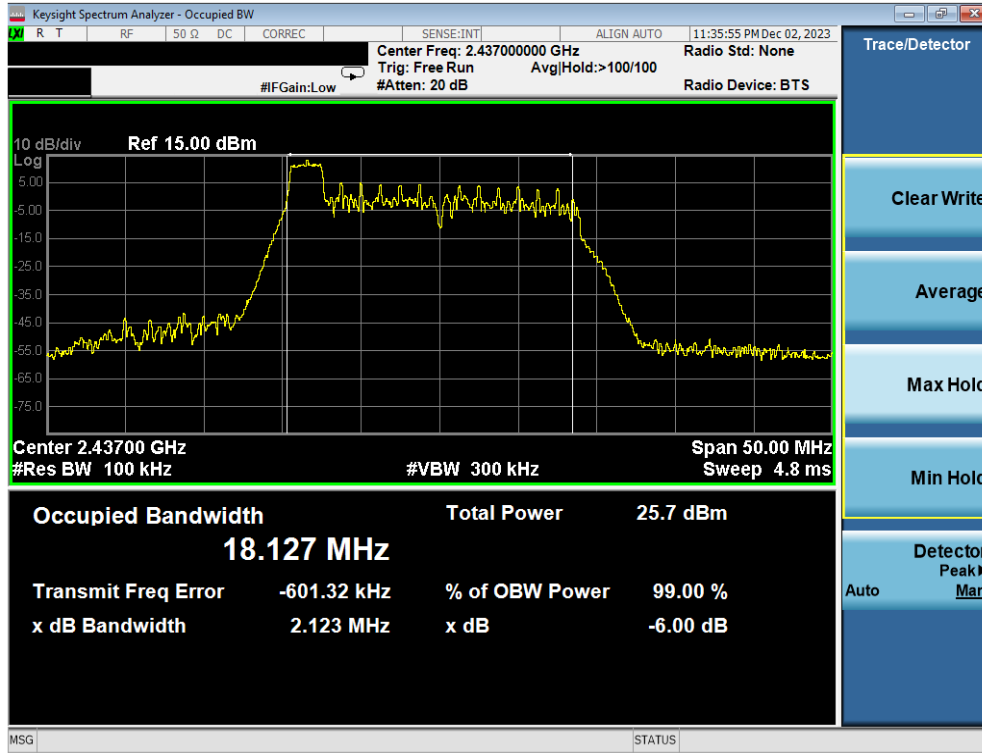 Keysight Spectrum Analyzer - Occupied BW
LXI R T RF 50 Ω DC CORREC SENSE:INT ALIGN AUTO 11:35:55 PM Dec 02, 2023
Center Freq: 2.437000000 GHz Radio Std: None
Trig: Free Run Avg|Hold:>100/100
#IFGain:Low #Atten: 20 dB Radio Device: BTS
Trace/Detector
10 dB/div Ref 15.00 dBm
Log
5.00
-5.00
-15.0
-25.0
-35.0
-45.0
-55.0
-65.0
-75.0
Center 2.43700 GHz Span 50.00 MHz
#Res BW 100 kHz #VBW 300 kHz Sweep 4.8 ms
Occupied Bandwidth Total Power 25.7 dBm
18.127 MHz
Transmit Freq Error -601.32 kHz % of OBW Power 99.00 %
x dB Bandwidth 2.123 MHz x dB -6.00 dB
Clear Write
Average
Max Hold
Min Hold
Detector
Peak
Auto Man
MSG STATUS